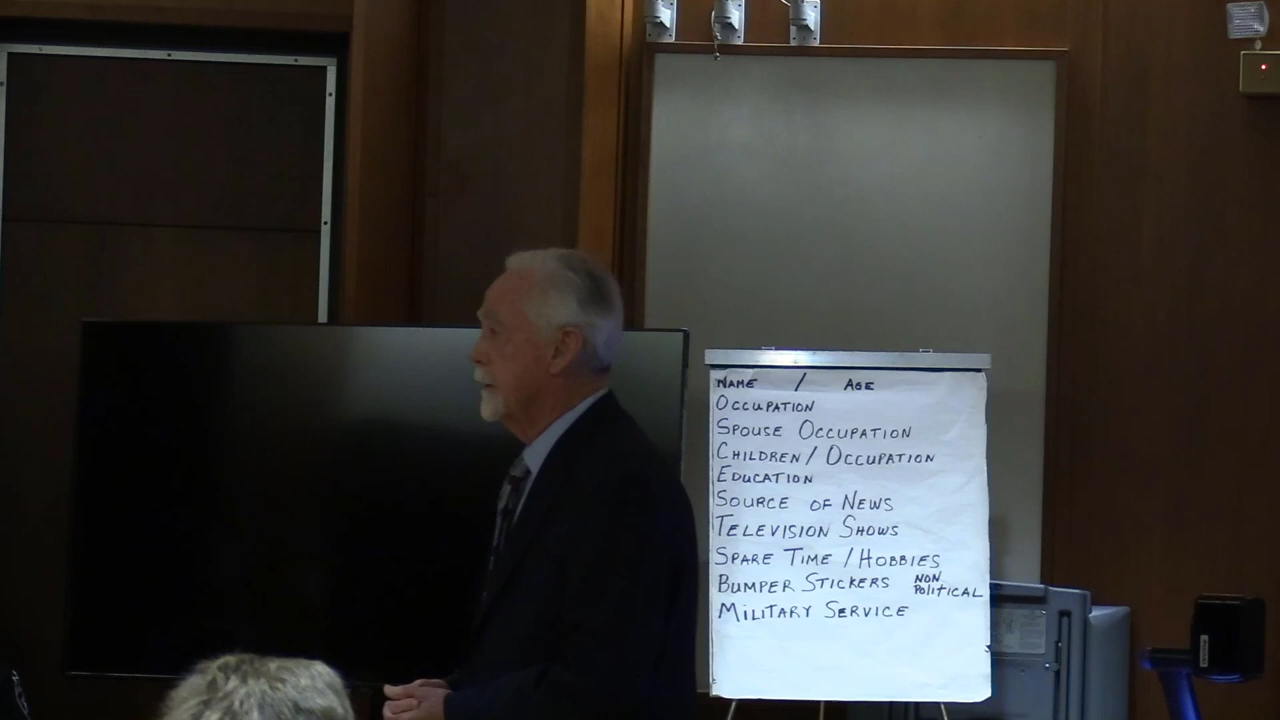 NAME / AGE
OCCUPATION
SPOUSE OCCUPATION
CHILDREN / OCCUPATION
EDUCATION
SOURCE OF NEWS
TELEVISION SHOWS
SPARE TIME / HOBBIES
BUMPER STICKERS NON POLITICAL
MILITARY SERVICE